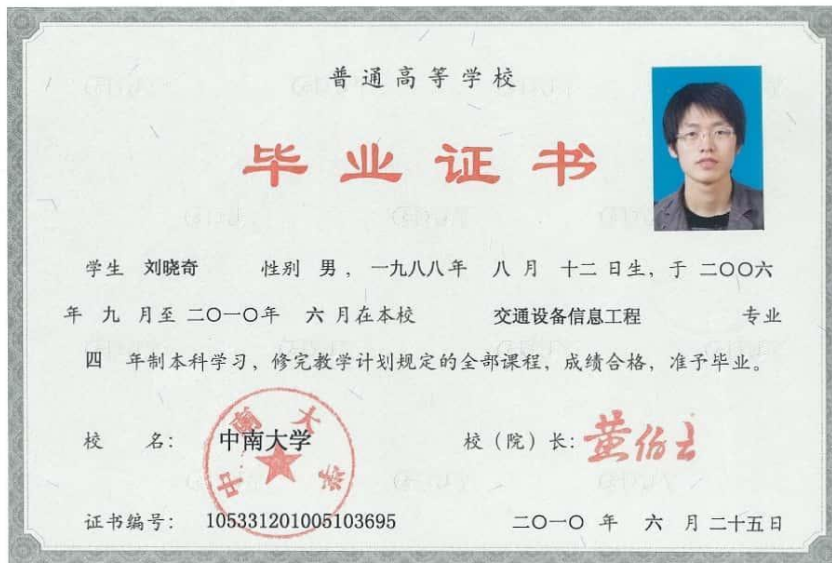 普通高等学校
毕业证书
学生 刘晓奇 性别 男，一九八八年 八 月 十二 日生，于 二〇〇六
年 九 月至 二〇一〇年 六 月在本校 交通设备信息工程 专业
四 年制本科学习，修完教学计划规定的全部课程，成绩合格，准予毕业。
校 名： 中南大学 校（院）长：黄伯云
中南大学
证书编号： 105331201005103695 二〇一〇 年 六 月 二十五日